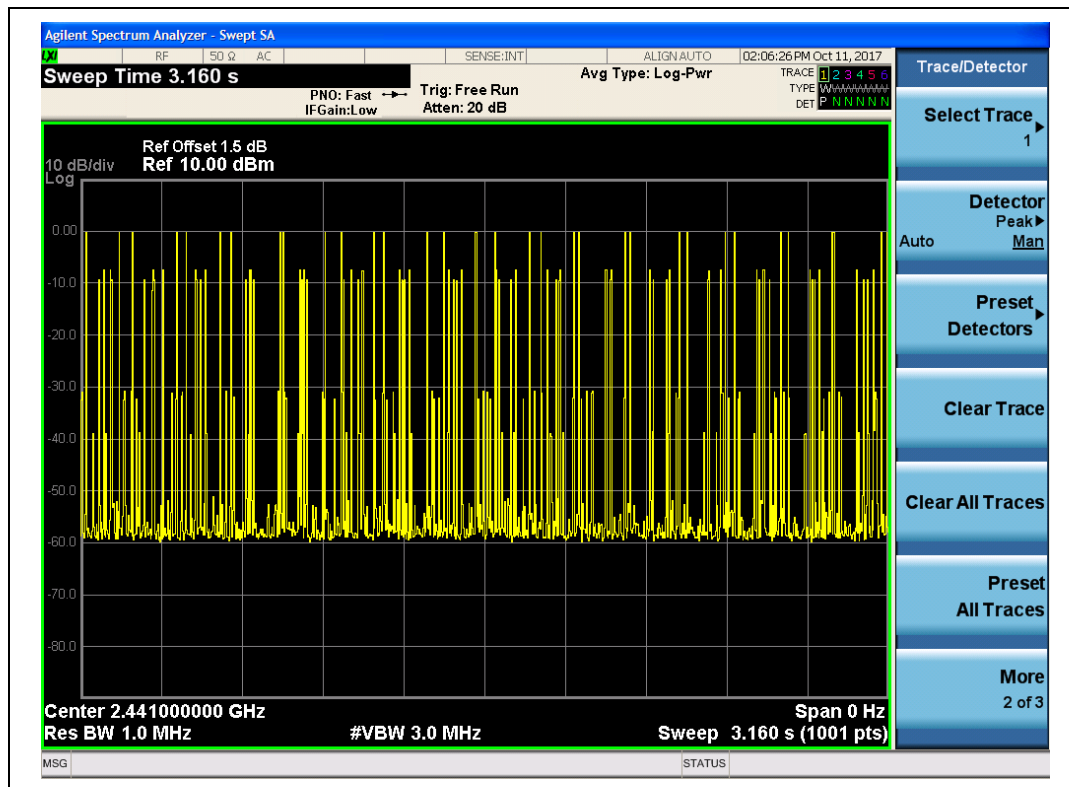 Agilent Spectrum Analyzer - Swept SA
LXI RF 50 Ω AC SENSE:INT ALIGN AUTO 02:06:26 PM Oct 11, 2017
Sweep Time 3.160 s
PNO: Fast
IFGain:Low
Trig: Free Run
Atten: 20 dB
Avg Type: Log-Pwr
TRACE 1 2 3 4 5 6
TYPE
DET P N N N N N
Ref Offset 1.5 dB
10 dB/div Ref 10.00 dBm
Log
0.00
-10.0
-20.0
-30.0
-40.0
-50.0
-60.0
-70.0
-80.0
Center 2.441000000 GHz Span 0 Hz
Res BW 1.0 MHz #VBW 3.0 MHz Sweep 3.160 s (1001 pts)
MSG STATUS
Trace/Detector
Select Trace
1
Detector
Peak
Auto Man
Preset
Detectors
Clear Trace
Clear All Traces
Preset
All Traces
More
2 of 3